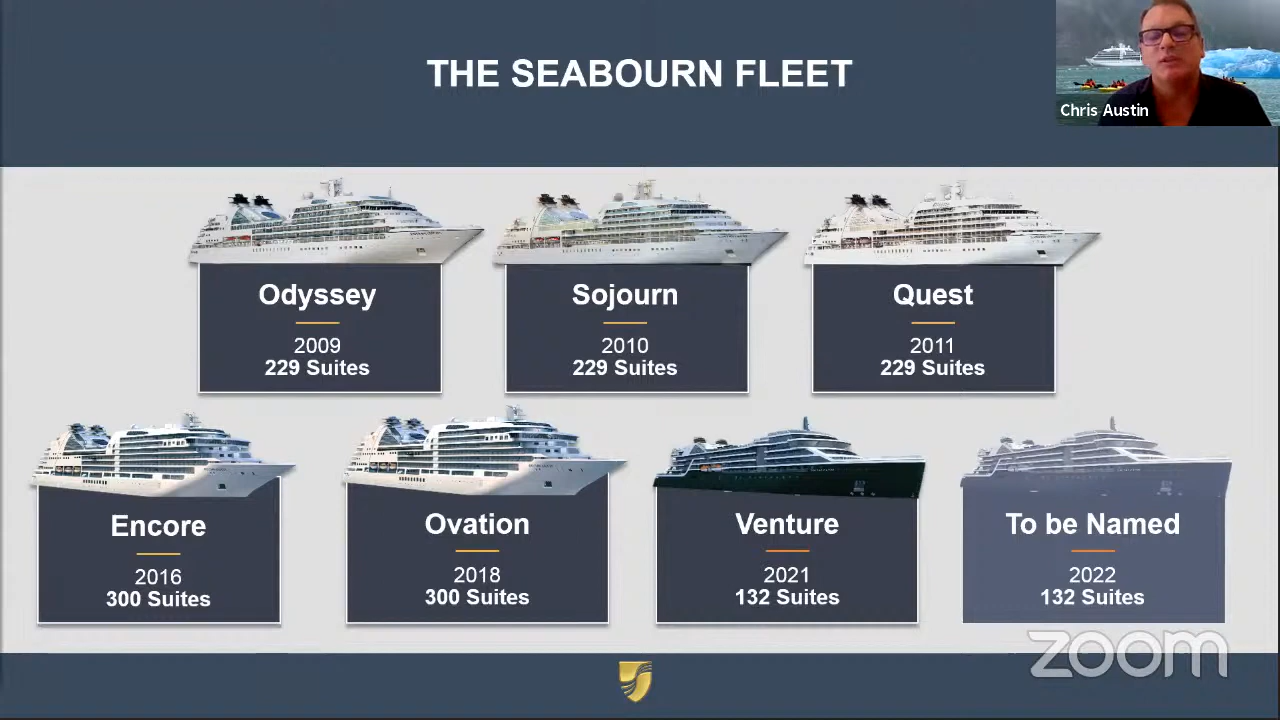 THE SEABOURN FLEET
Chris Austin
Odyssey
2009
229 Suites
Sojourn
2010
229 Suites
Quest
2011
229 Suites
Encore
2016
300 Suites
Ovation
2018
300 Suites
Venture
2021
132 Suites
To be Named
2022
132 Suites
zoom